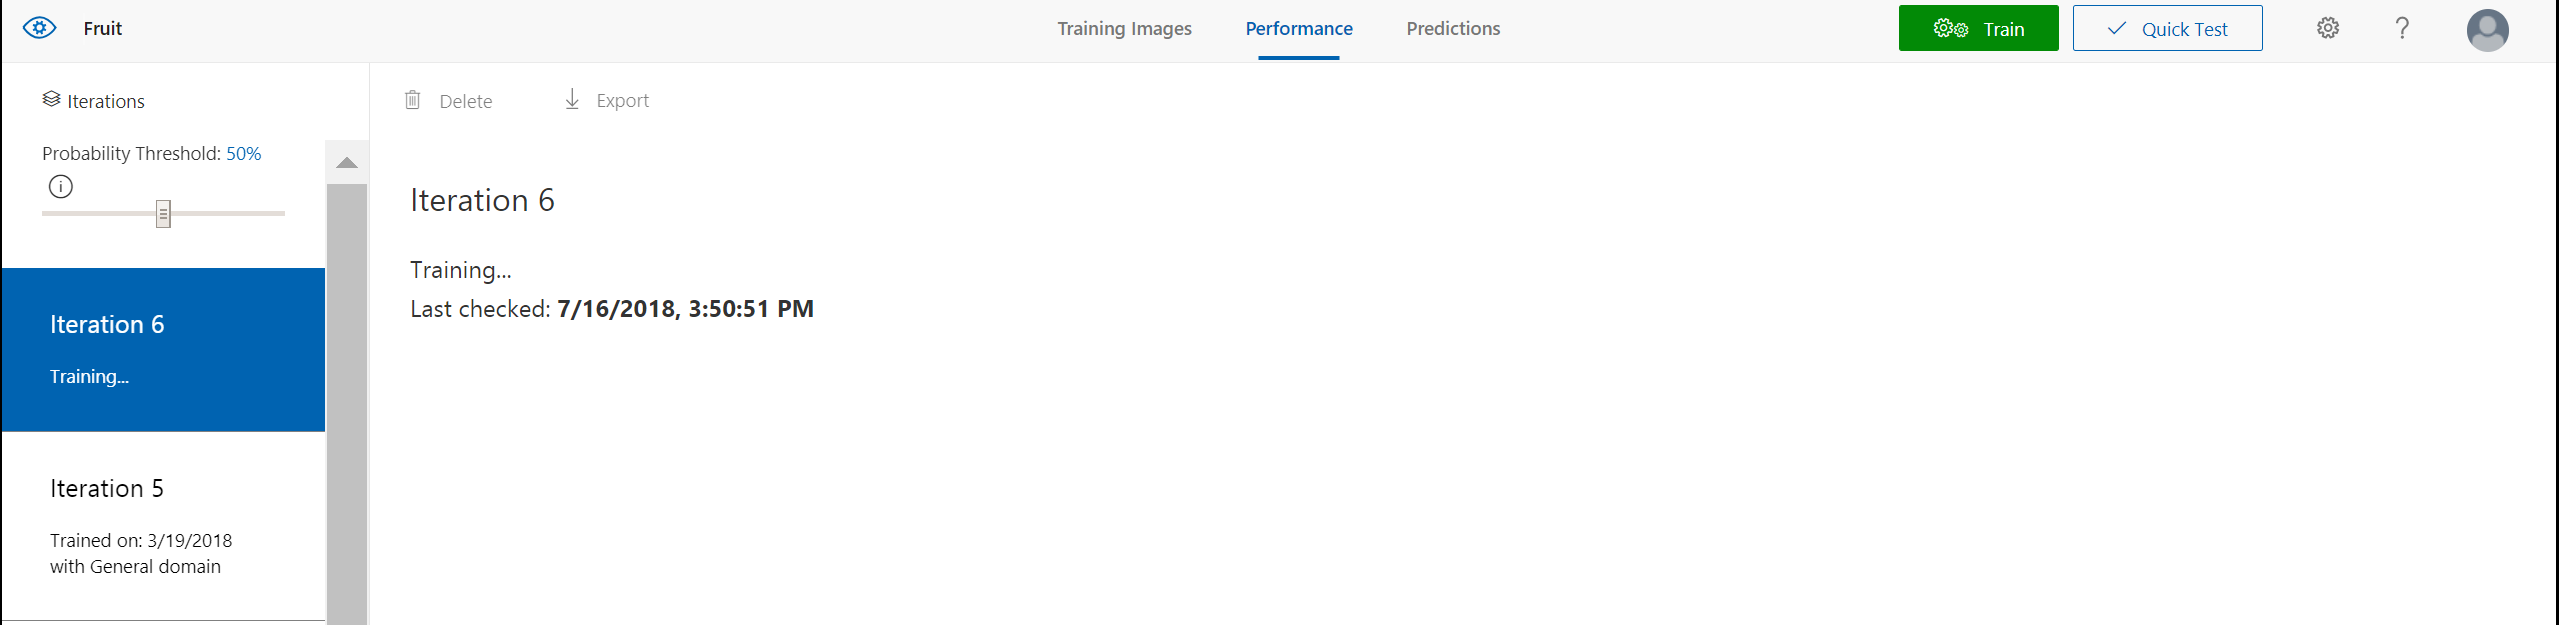 Fruit
Training Images
Performance
Predictions
Train
Quick Test
?
Iterations
Probability Threshold: 50%
i
Iteration 6
Training...
Iteration 5
Trained on: 3/19/2018
with General domain
Delete
Export
Iteration 6
Training...
Last checked: 7/16/2018, 3:50:51 PM